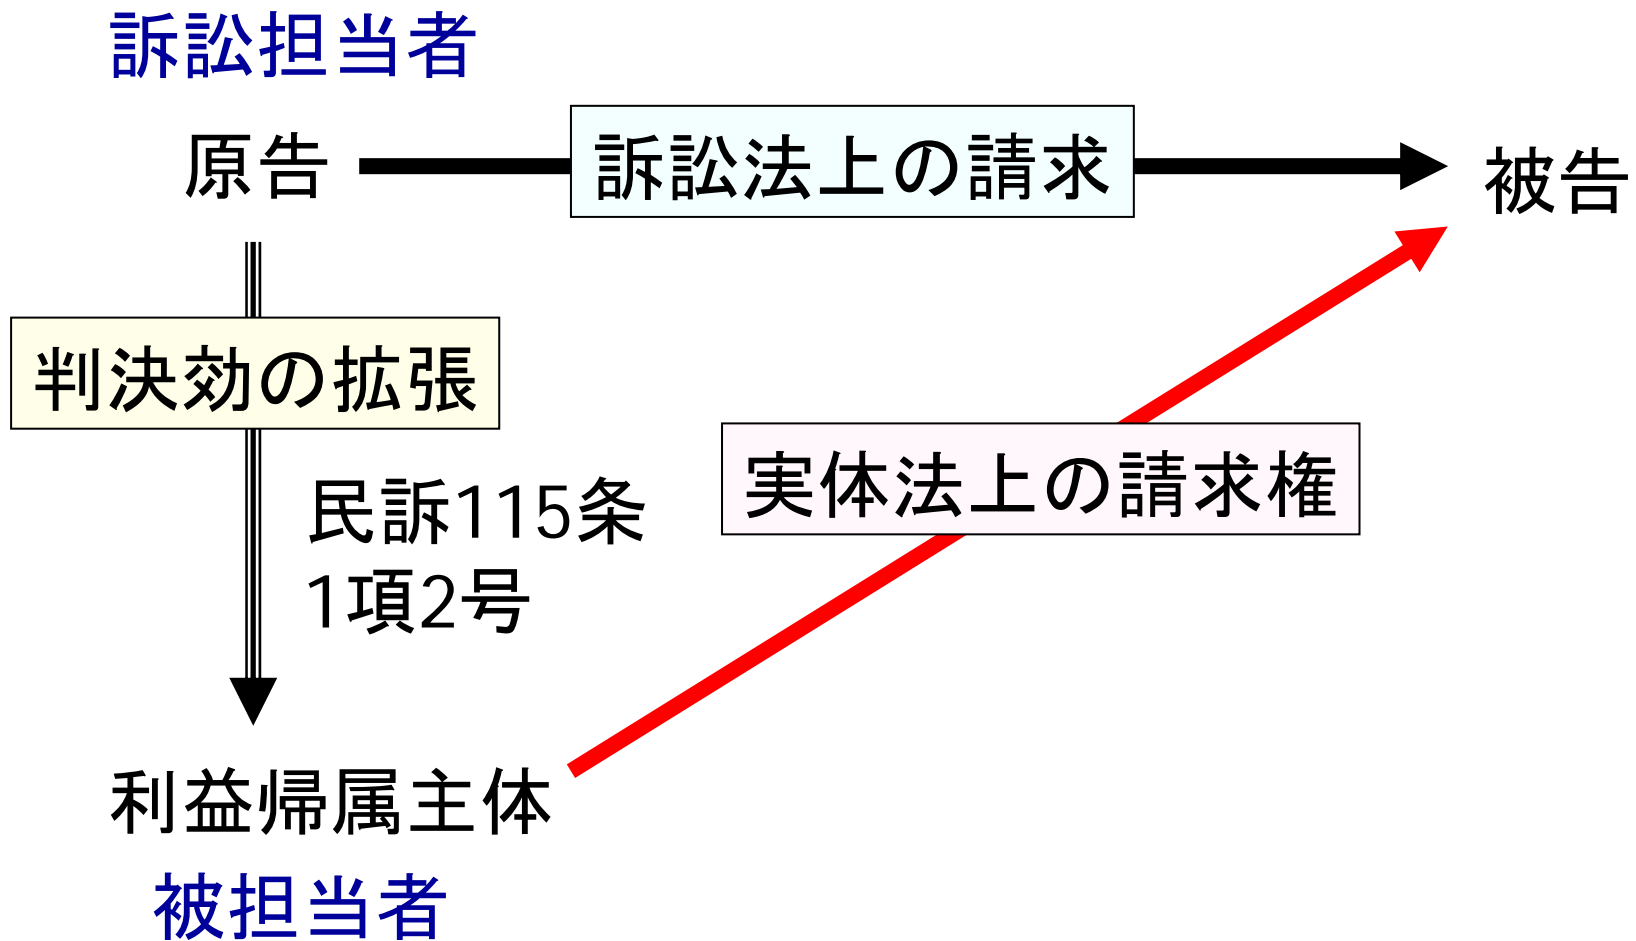 訴訟担当者
原告
訴訟法上の請求
被告
判決効の拡張
実体法上の請求権
民訴115条
1項2号
利益帰属主体
被担当者